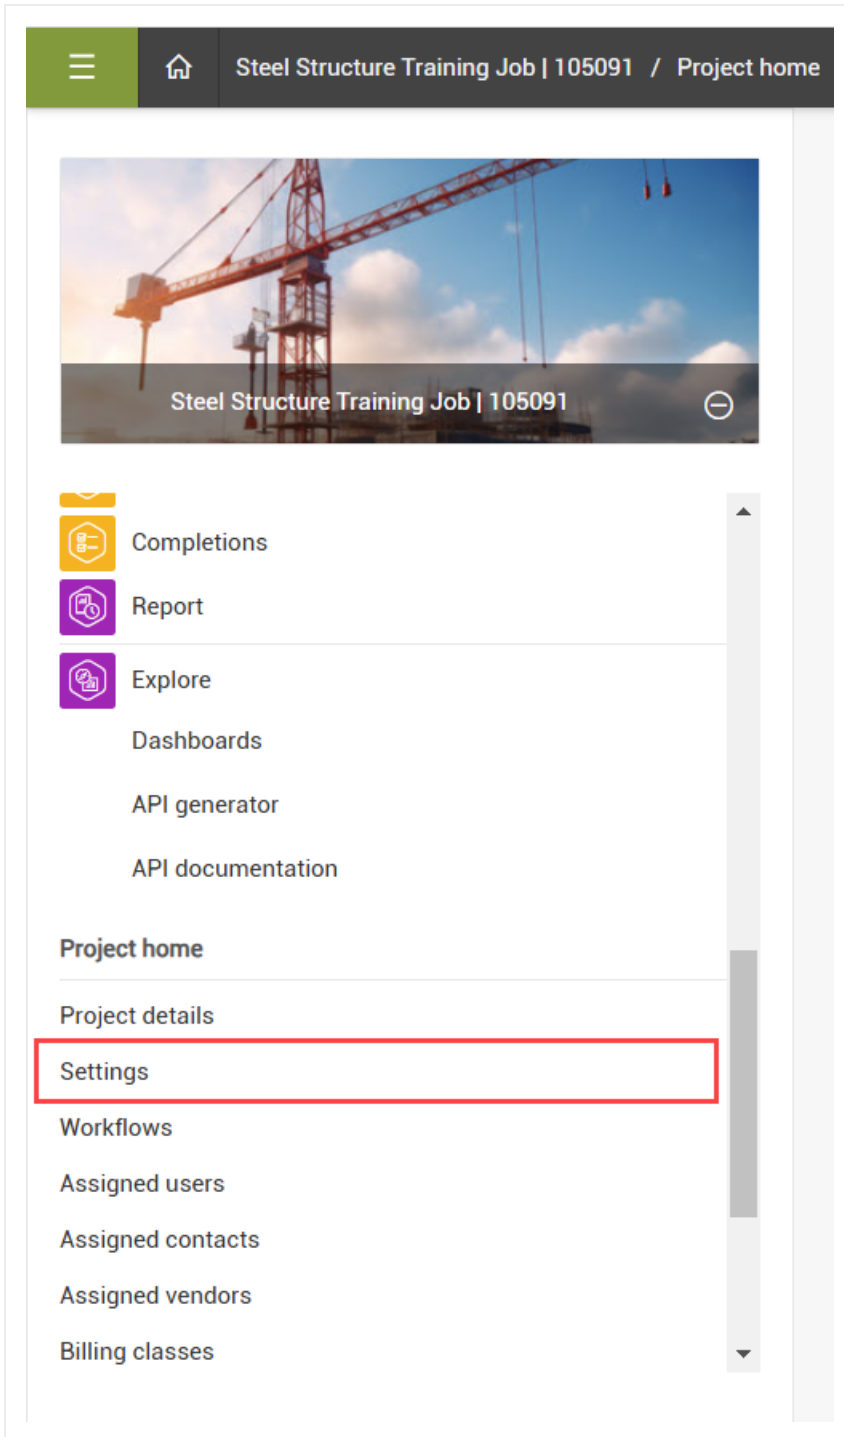 Steel Structure Training Job | 105091 / Project home
Steel Structure Training Job | 105091
Completions
Report
Explore
Dashboards
API generator
API documentation
Project home
Project details
Settings
Workflows
Assigned users
Assigned contacts
Assigned vendors
Billing classes